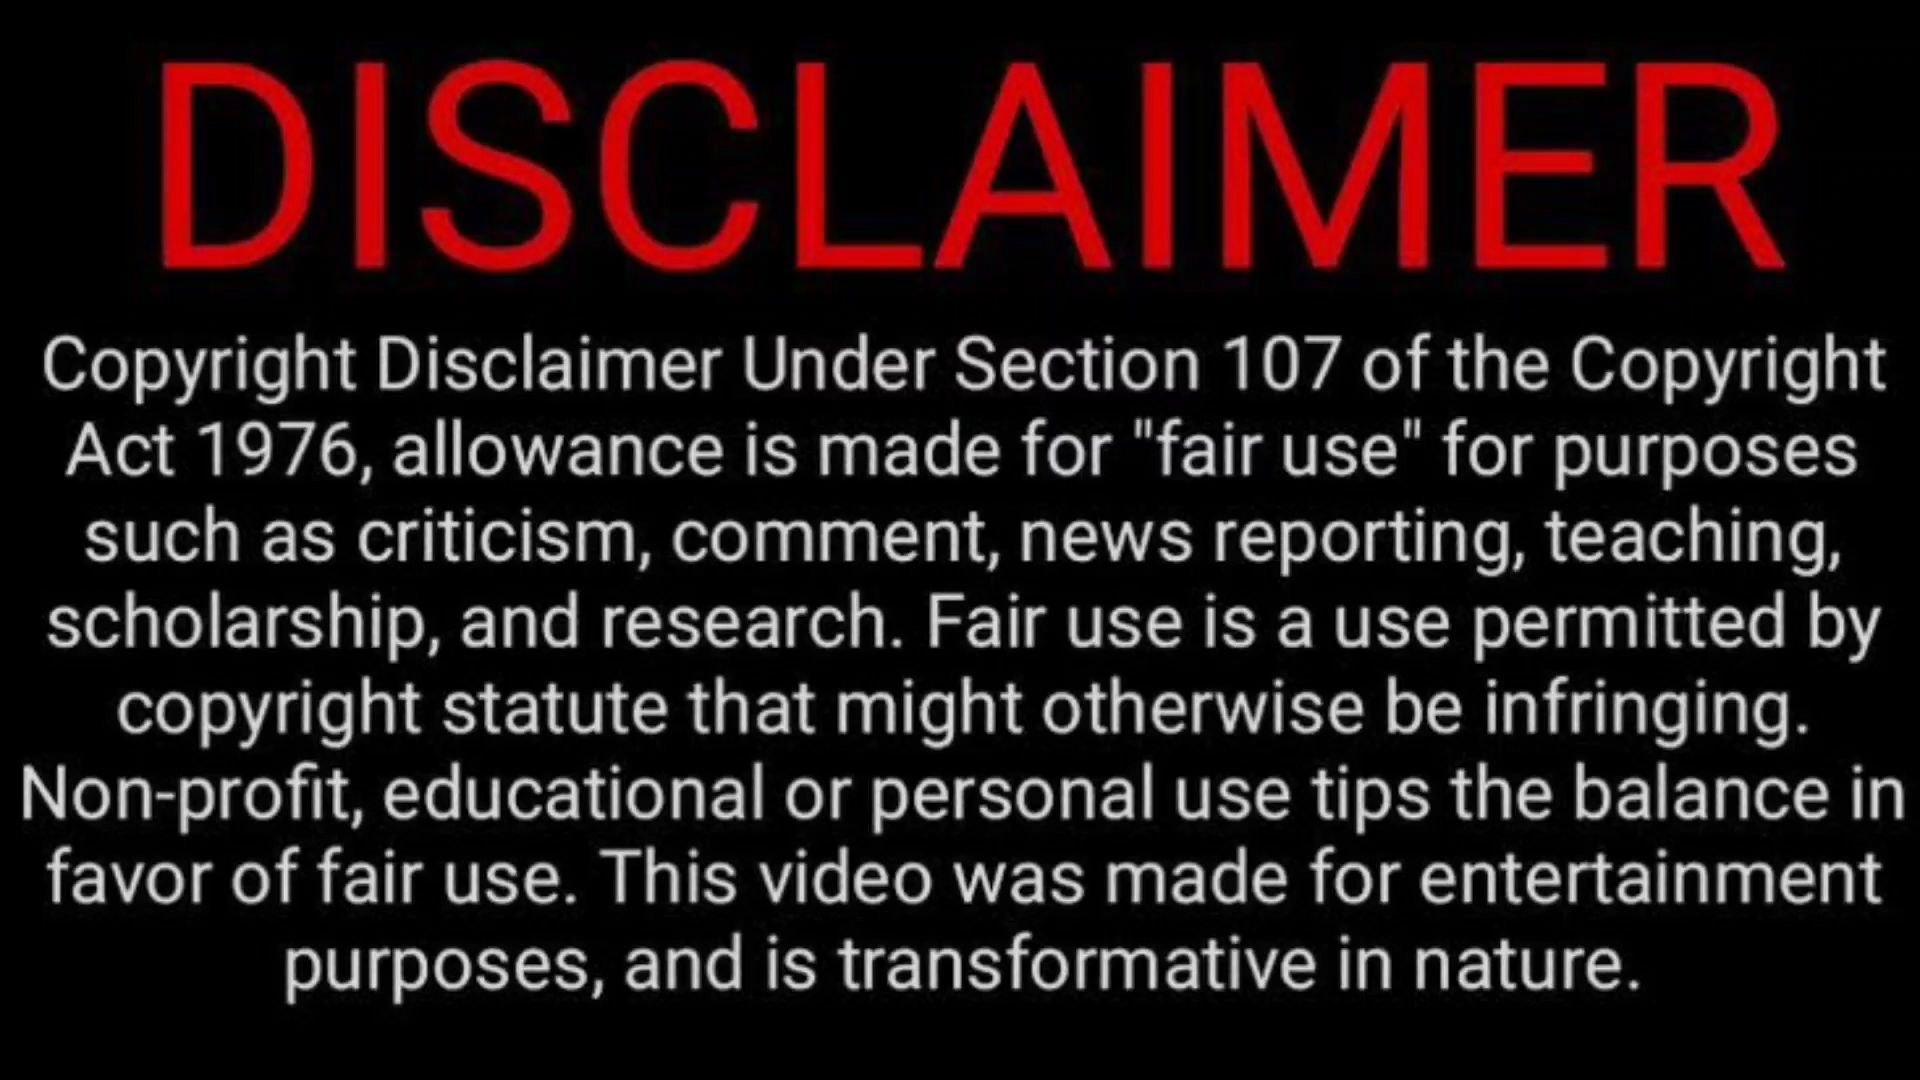 DISCLAIMER
Copyright Disclaimer Under Section 107 of the Copyright
Act 1976, allowance is made for "fair use" for purposes
such as criticism, comment, news reporting, teaching,
scholarship, and research. Fair use is a use permitted by
copyright statute that might otherwise be infringing.
Non-profit, educational or personal use tips the balance in
favor of fair use. This video was made for entertainment
purposes, and is transformative in nature.